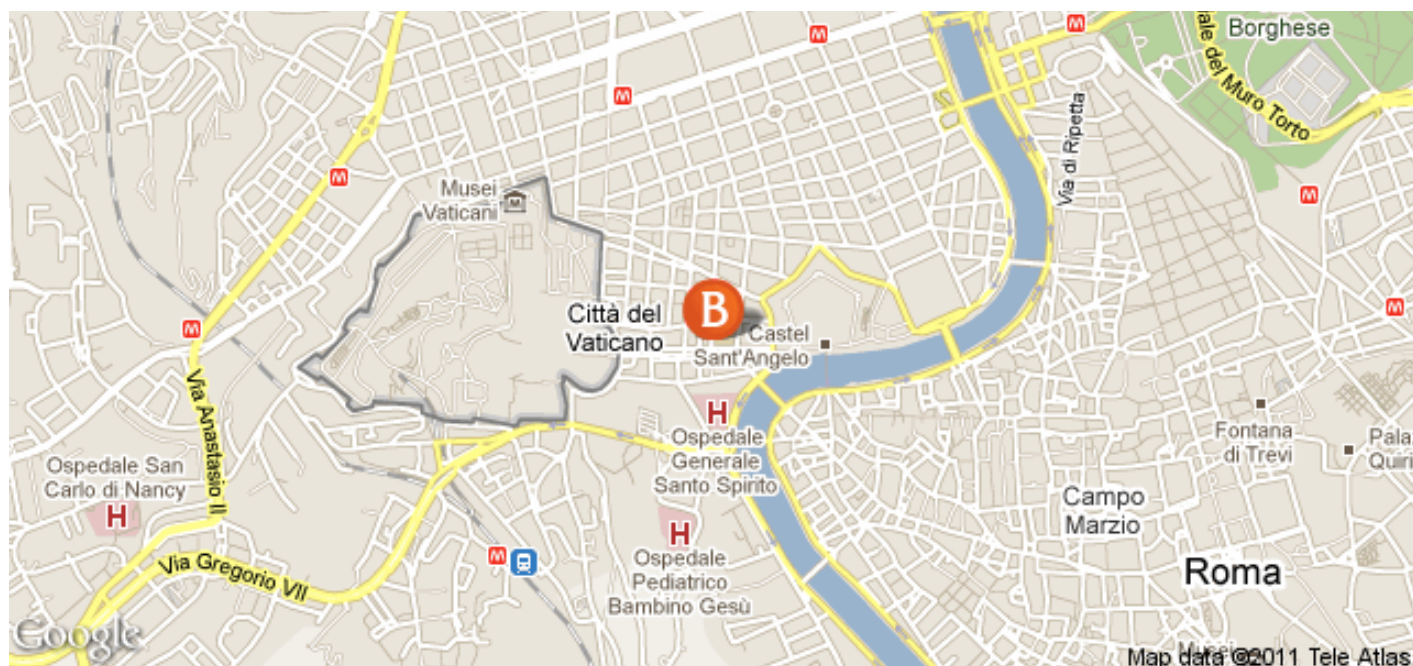 Borghese
Viale del Muro Torto
M
M
M
Via di Ripetta
M
Musei
Vaticani
M
M
Città del
Vaticano
B
Castel
Sant'Angelo
M
M
Via Anastasio II
H
Ospedale
Generale
Santo Spirito
Fontana
di Trevi
Ospedale San
Carlo di Nancy
H
H
Campo
Marzio
M
Ospedale
Pediatrico
Bambino Gesù
Via Gregorio VII
Roma
Google
Map data ©2011 Tele Atlas